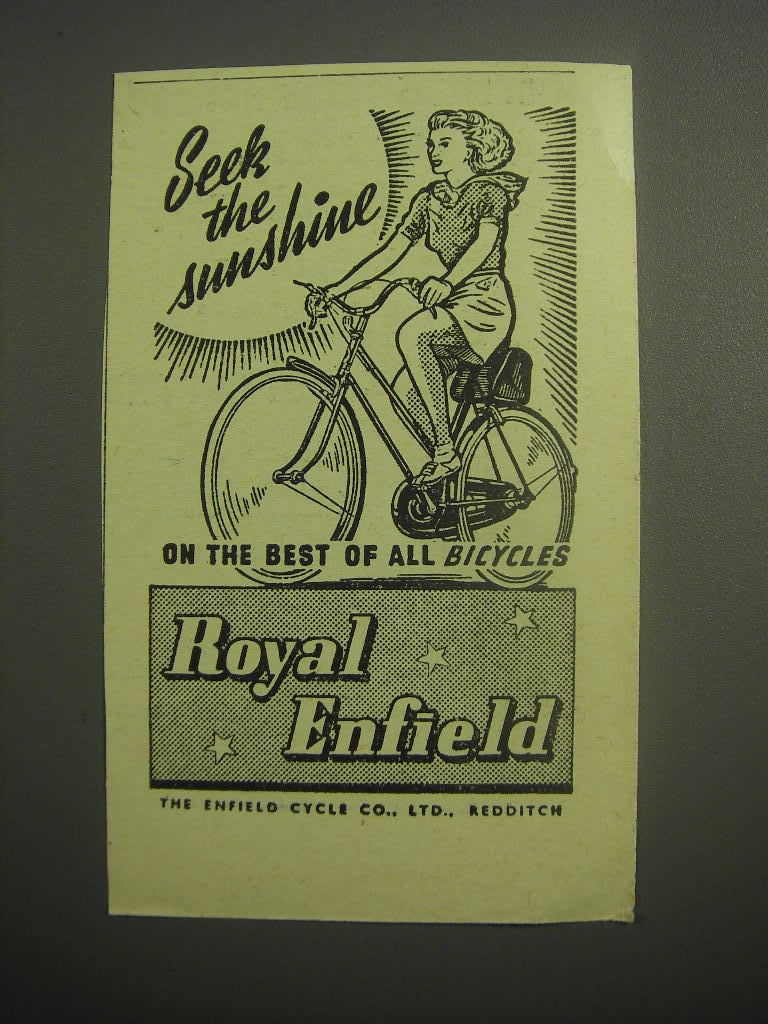 Seek
the
sunshine
ON THE BEST OF ALL BICYCLES
Royal
Enfield
THE ENFIELD CYCLE CO., LTD., REDDITCH